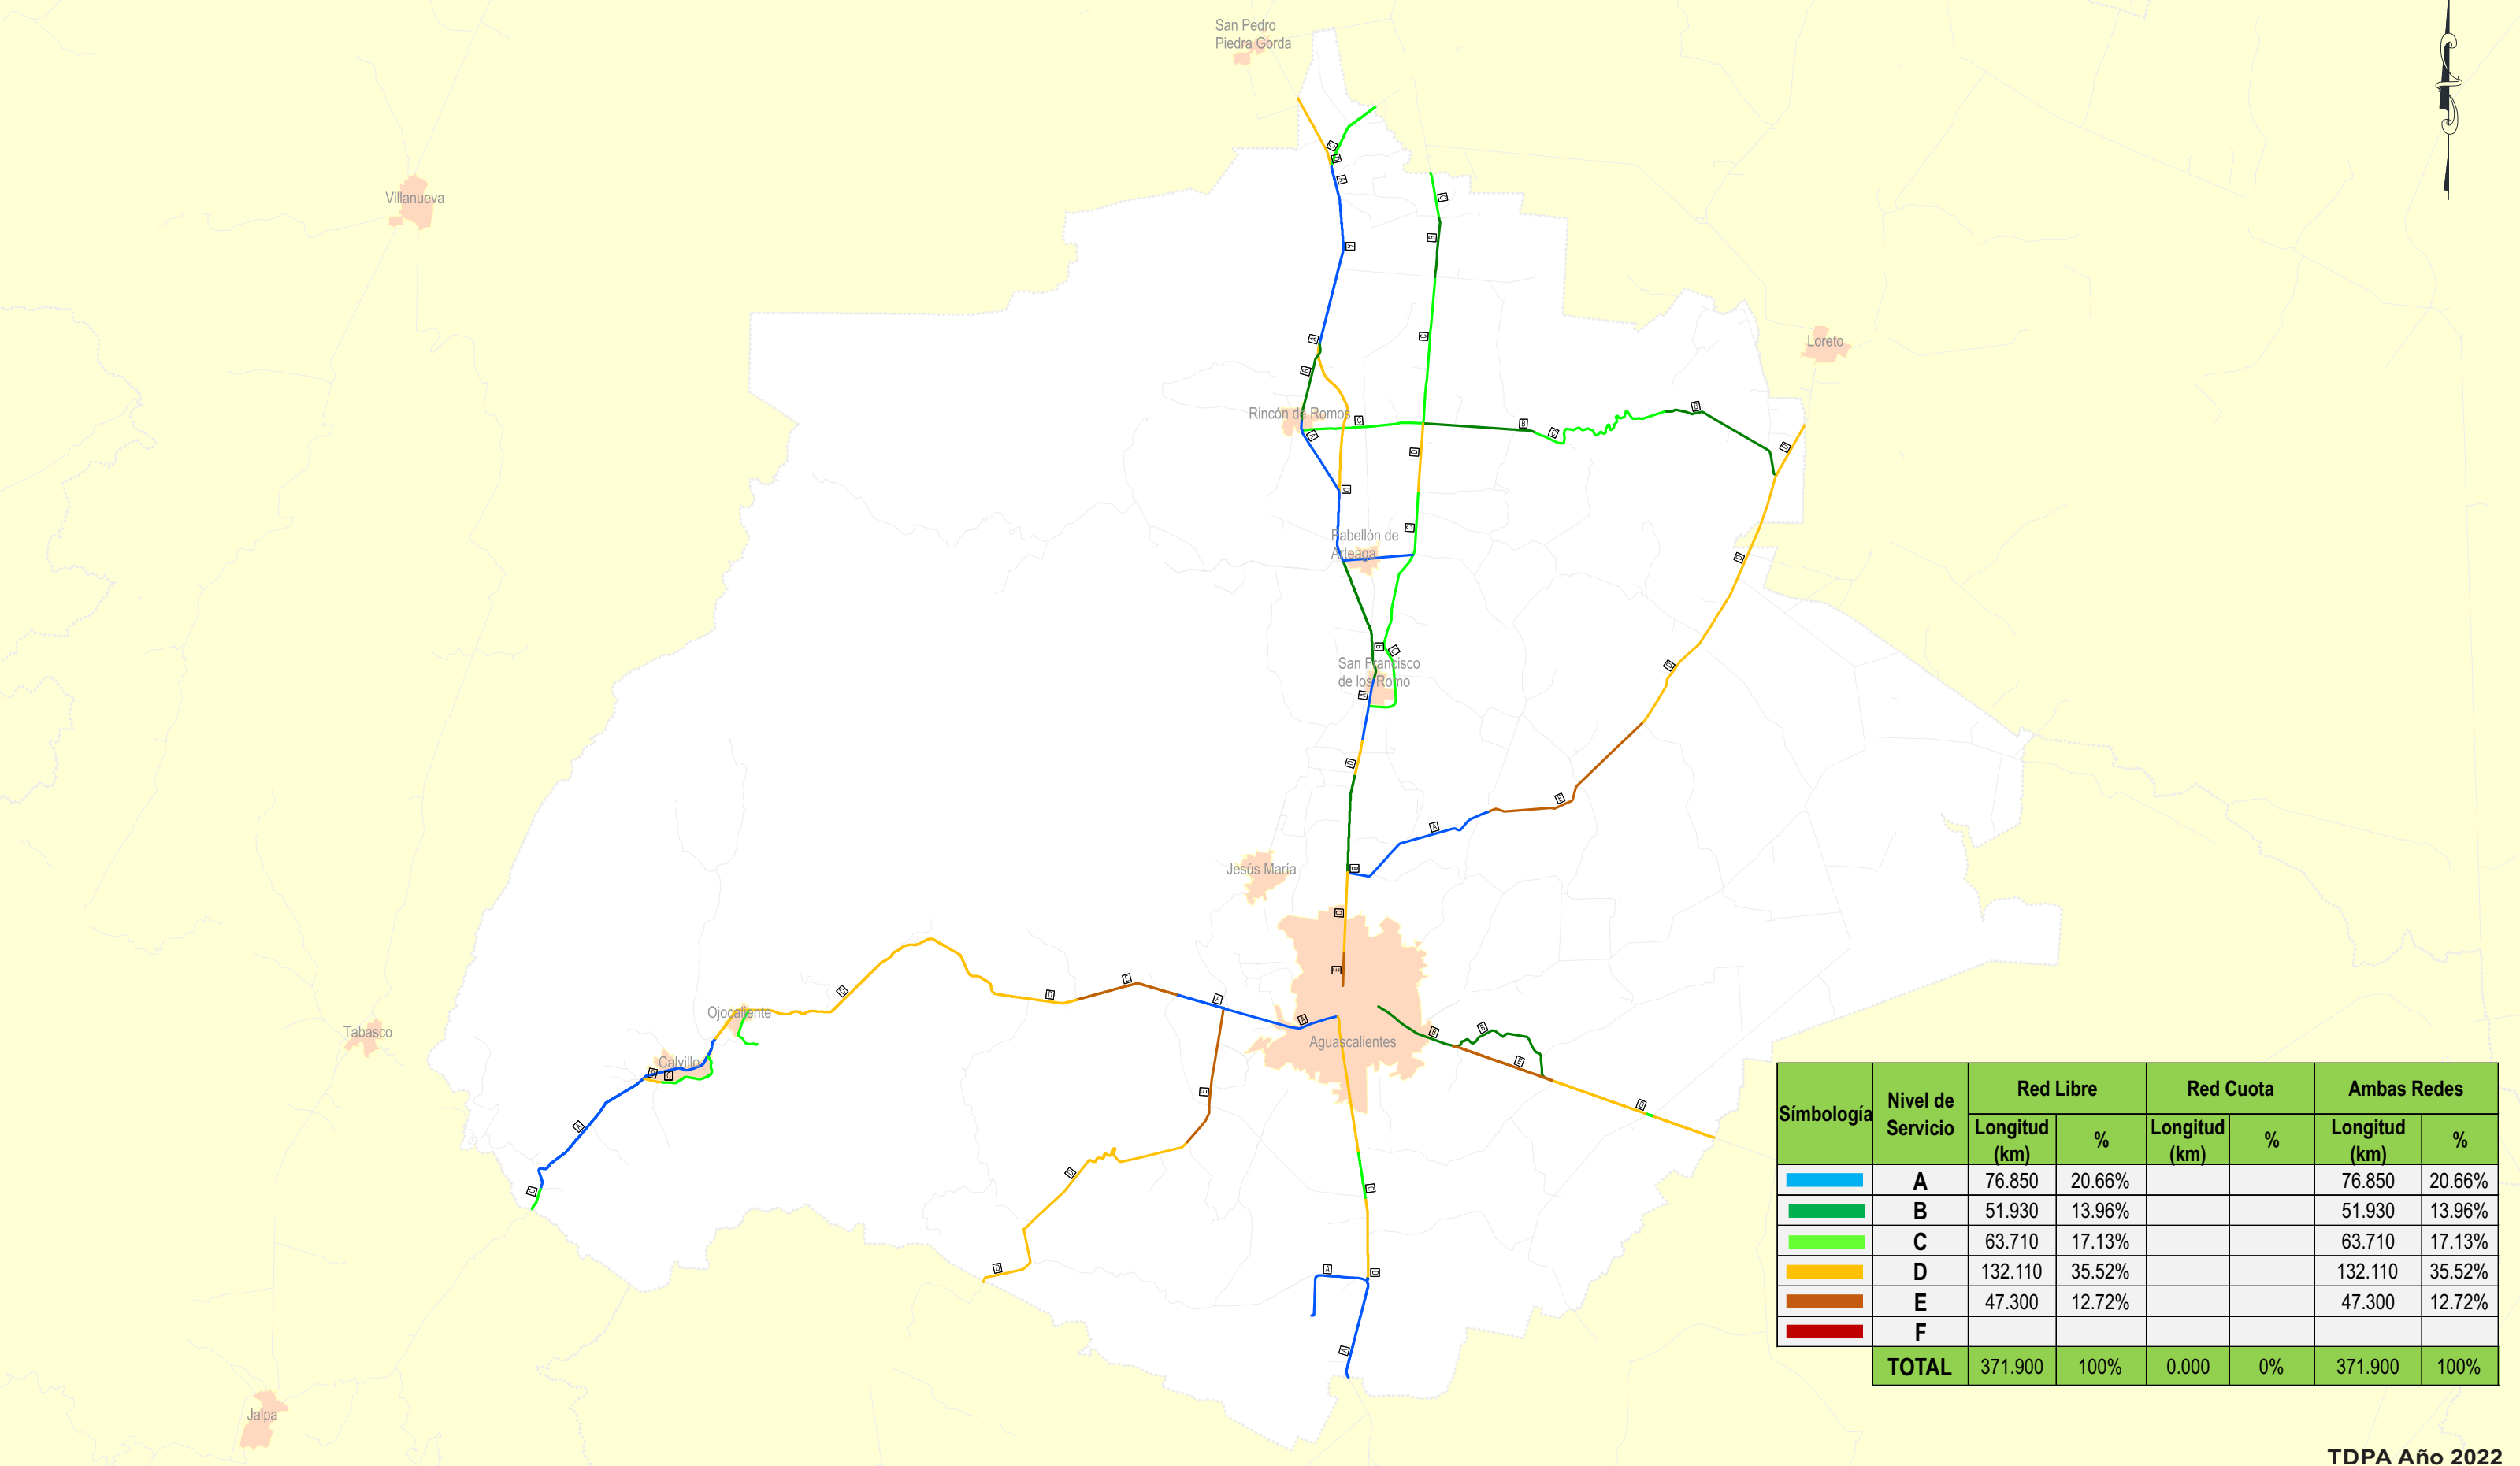 San Pedro
Piedra Gorda
Villanueva
Loreto
Rincón de Romos
Pabellón de
Arteaga
San Francisco
de los Romo
Jesús María
Ojocaliente
Tabasco
Calvillo
Aguascalientes
Jalpa
Símbología Nivel de Servicio Red Libre Red Cuota Ambas Redes
Longitud (km) % Longitud (km) % Longitud (km) %
A 76.850 20.66% 76.850 20.66%
B 51.930 13.96% 51.930 13.96%
C 63.710 17.13% 63.710 17.13%
D 132.110 35.52% 132.110 35.52%
E 47.300 12.72% 47.300 12.72%
F
TOTAL 371.900 100% 0.000 0% 371.900 100%
TDPA Año 2022